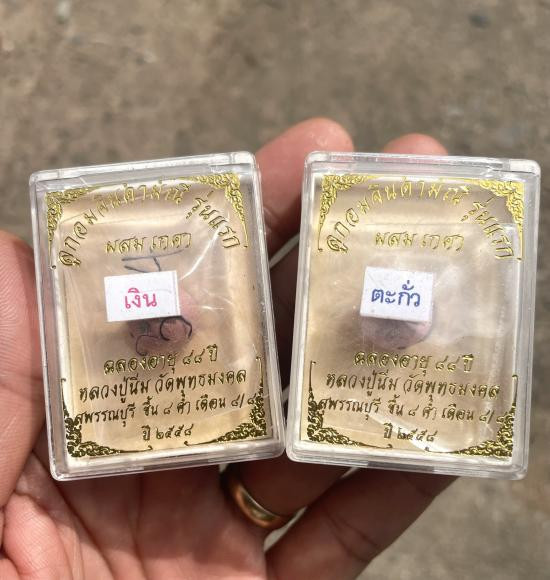 ลูกอมจินดามณี รุ่นแรก
ผสมเกศา
เงิน
ฉลองอายุ ๘๘ ปี
หลวงปู่นิ่ม วัดพุทธมงคล
สุพรรณบุรี ขึ้น ๘ ค่ำ เดือน ๔/๘
ปี ๒๕๕๔
ลูกอมจินดามณี รุ่นแรก
ผสมเกศา
ตะกั่ว
ฉลองอายุ ๘๘ ปี
หลวงปู่นิ่ม วัดพุทธมงคล
สุพรรณบุรี ขึ้น ๘ ค่ำ เดือน ๔/๘
ปี ๒๕๕๔